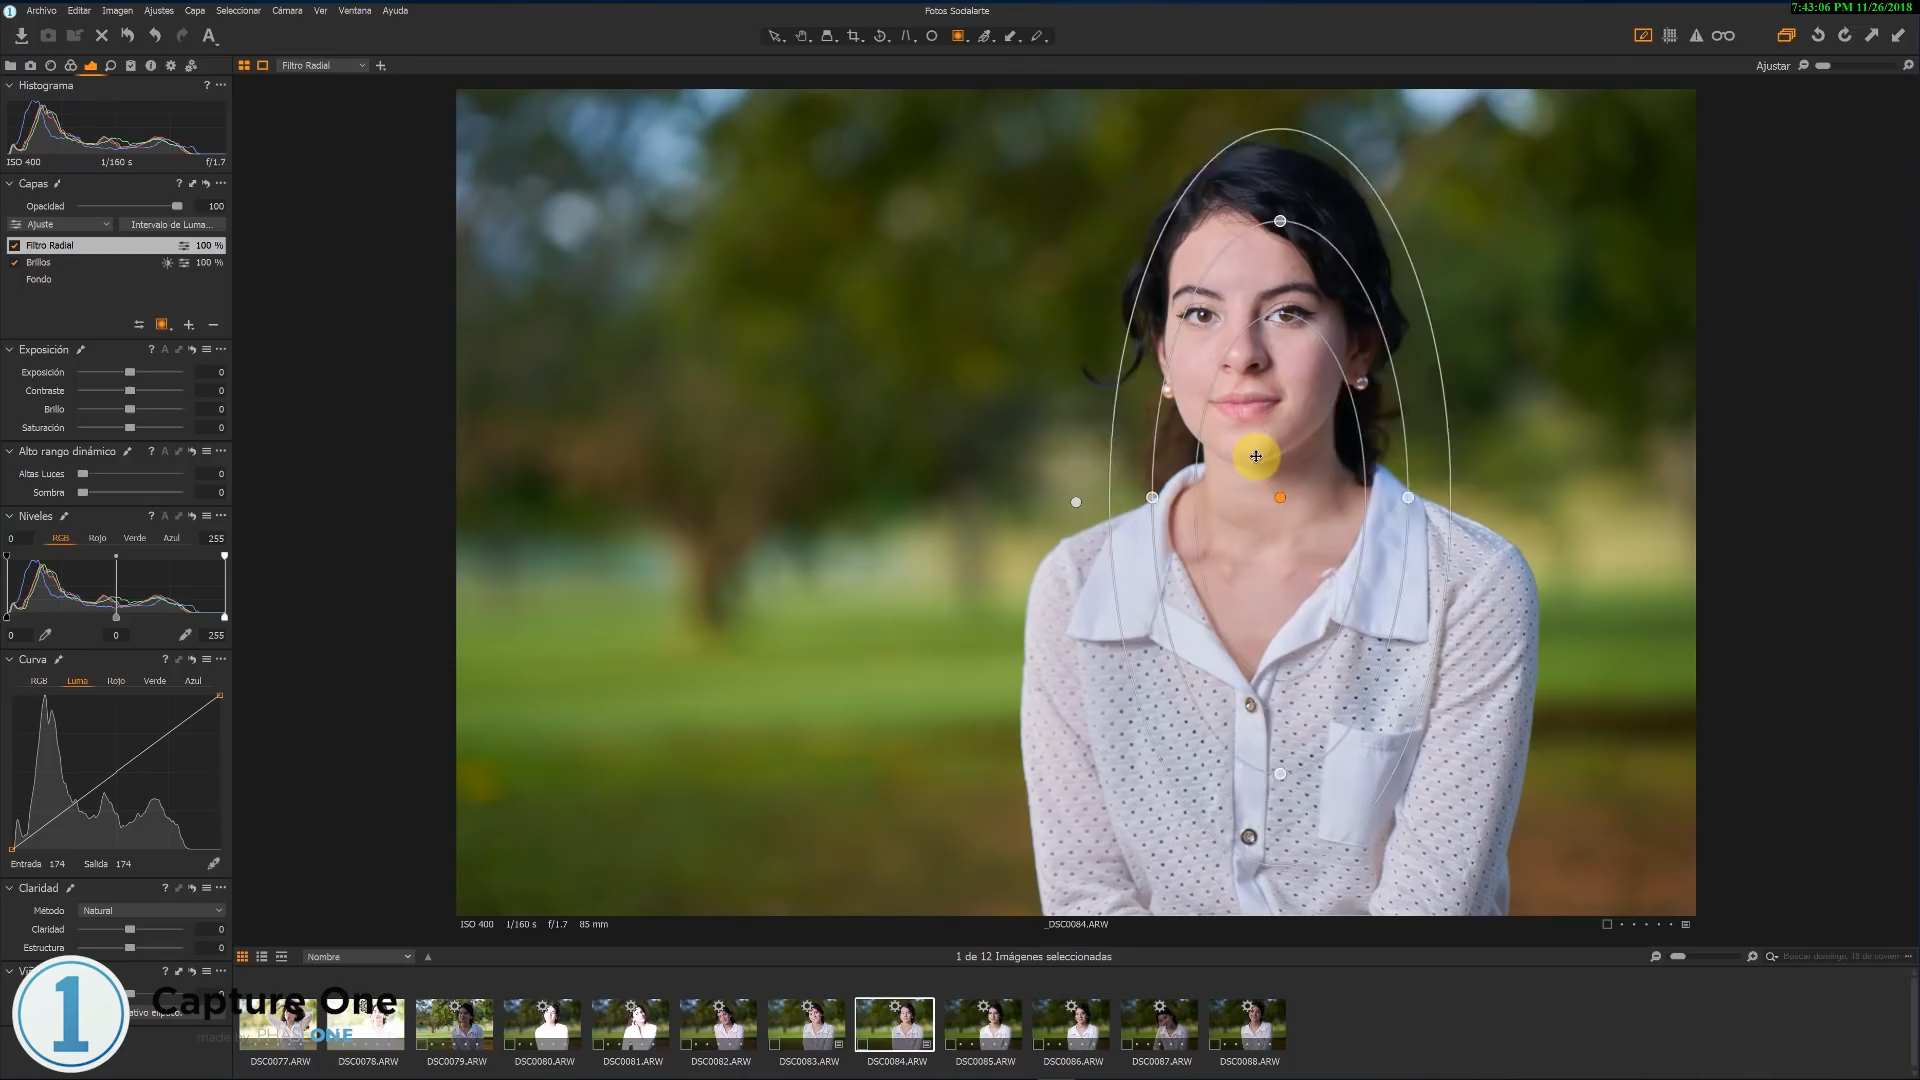 7:43:06 PM 11/26/2018
Archivo Editar Imagen Ajustes Capa Seleccionar Cámara Ver Ventana Ayuda
Fotos Socialarte
Filtro Radial
Ajustar
Histograma
ISO 400 1/160 s f/1.7
Capas
Opacidad 100
Ajuste Intervalo de Luma...
Filtro Radial 100 %
Brillos 100 %
Fondo
Exposición
Exposición 0
Contraste 0
Brillo 0
Saturación 0
Alto rango dinámico
Altas Luces 0
Sombra 0
Niveles
0 RGB Rojo Verde Azul 255
0 0 255
Curva
RGB Luma Rojo Verde Azul
Entrada 174 Salida 174
Claridad
Método Natural
Claridad 0
Estructura 0
ISO 400 1/160 s f/1.7 85 mm
_DSC0084.ARW
Nombre
1 de 12 Imágenes seleccionadas
Capture One
made by PHASEONE
DSC0077.ARW DSC0078.ARW DSC0079.ARW DSC0080.ARW DSC0081.ARW DSC0082.ARW DSC0083.ARW DSC0084.ARW DSC0085.ARW DSC0086.ARW DSC0087.ARW DSC0088.ARW